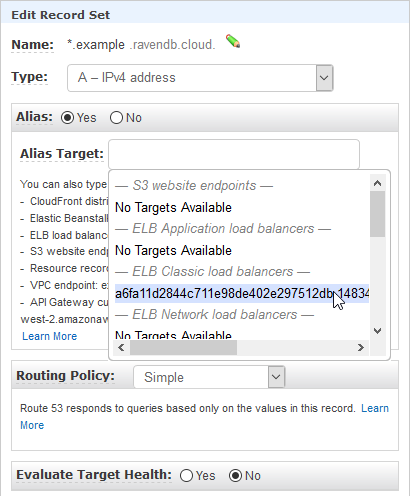 Edit Record Set
Name: *.example .ravendb.cloud.
Type: A – IPv4 address
Alias: Yes No
Alias Target:
You can also type
- CloudFront distri
- Elastic Beanstall
- ELB load balanc
- S3 website endp
- Resource record
- VPC endpoint: ex
- API Gateway cu
west-2.amazonaw
Learn More
— S3 website endpoints —
No Targets Available
— ELB Application load balancers —
No Targets Available
— ELB Classic load balancers —
a6fa11d2844c711e98de402e297512db-14834
— ELB Network load balancers —
No Targets Available
Routing Policy: Simple
Route 53 responds to queries based only on the values in this record. Learn
More
Evaluate Target Health: Yes No